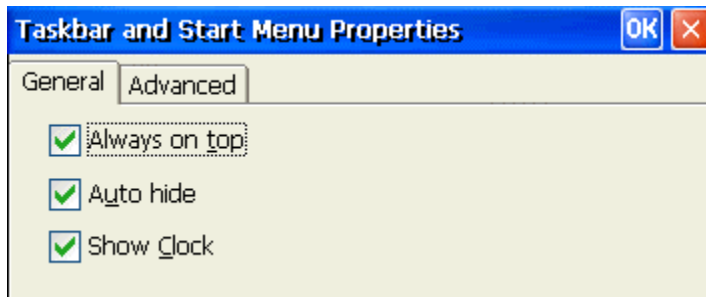 Taskbar and Start Menu Properties OK
General Advanced
Always on top
Auto hide
Show Clock